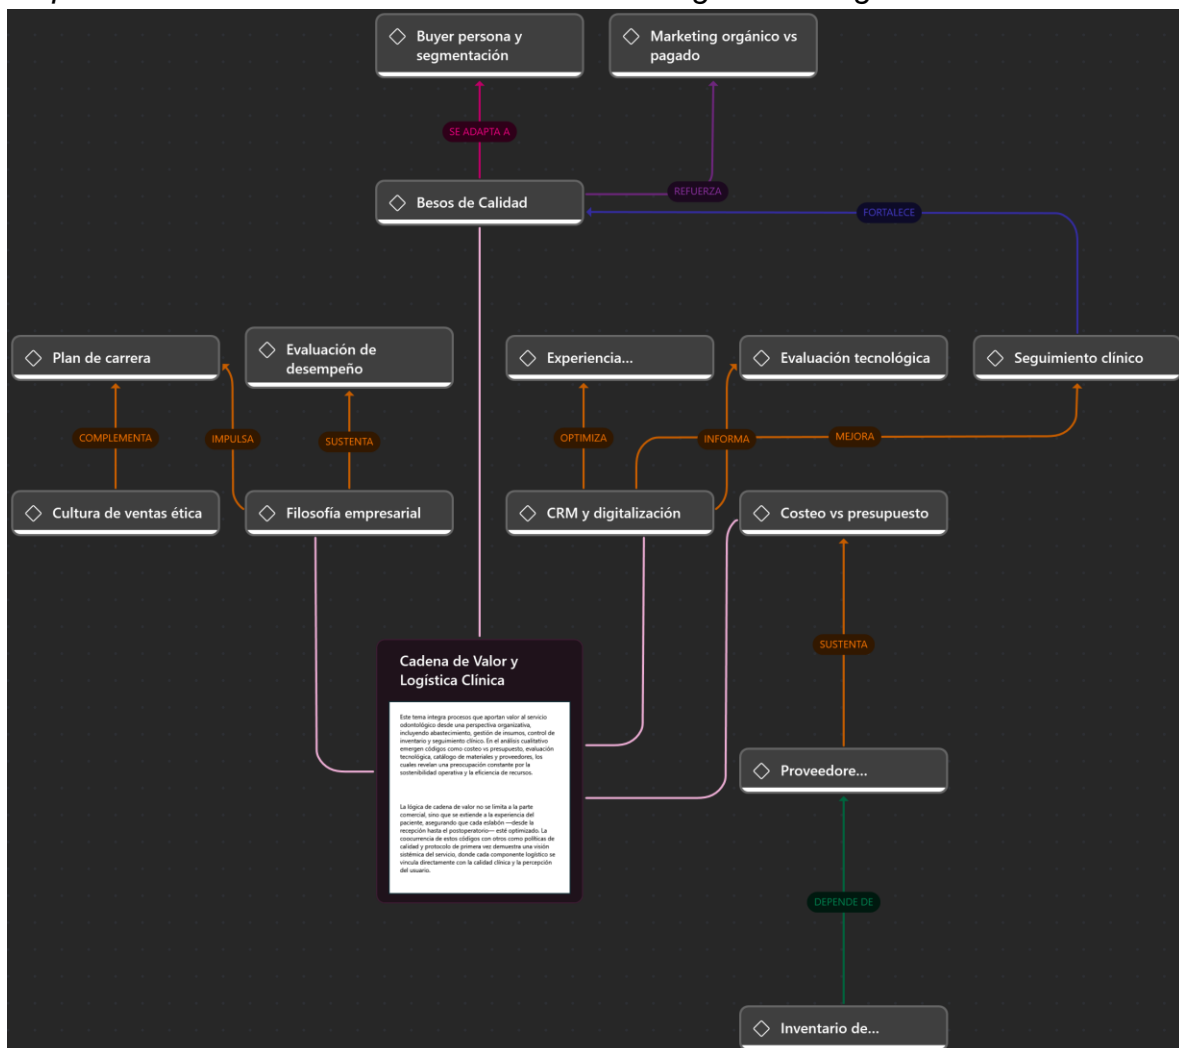 Buyer persona y
segmentación
Marketing orgánico vs
pagado
SE ADAPTA A
REFUERZA
Besos de Calidad
FORTALECE
Plan de carrera
Evaluación de
desempeño
Experiencia...
Evaluación tecnológica
Seguimiento clínico
COMPLEMENTA
IMPULSA
SUSTENTA
OPTIMIZA
INFORMA
MEJORA
Cultura de ventas ética
Filosofía empresarial
CRM y digitalización
Costeo vs presupuesto
SUSTENTA
Cadena de Valor y
Logística Clínica
Este tema integra procesos que aportan valor al servicio
odontológico desde una perspectiva organizativa,
incluyendo abastecimiento, gestión de insumos, control de
inventario y seguimiento clínico. En el análisis cualitativo
emergen códigos como costeo vs presupuesto, evaluación
tecnológica, catálogo de materiales y proveedores, los
cuales revelan una preocupación constante por la
sostenibilidad operativa y la eficiencia de recursos.
La lógica de cadena de valor no se limita a la parte
comercial, sino que se extiende a la experiencia del
paciente, asegurando que cada eslabón —desde la
recepción hasta el postoperatorio— esté optimizado. La
coocurrencia de estos códigos con otros como políticas de
calidad y protocolo de primera vez demuestra una visión
sistémica del servicio, donde cada componente logístico se
vincula directamente con la calidad clínica y la percepción
del usuario.
Proveedore...
DEPENDE DE
Inventario de...